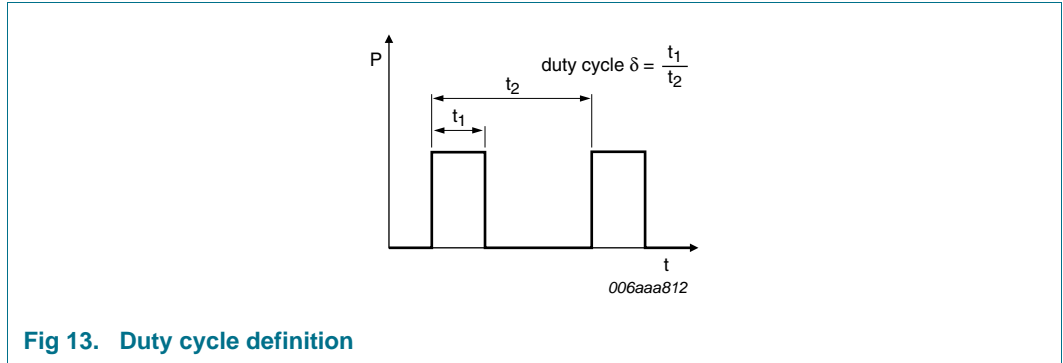 P
duty cycle δ = t1/t2
t2
t1
t
006aaa812
Fig 13. Duty cycle definition